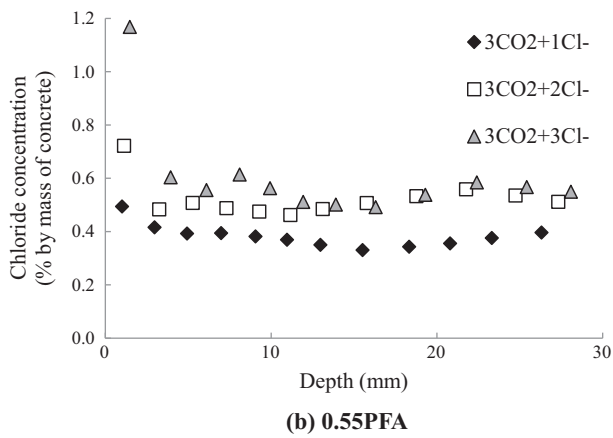 1.2
1.0
0.8
0.6
0.4
0.2
0.0
0
10
20
30
Chloride concentration
(% by mass of concrete)
Depth (mm)
3CO2+1Cl-
3CO2+2Cl-
3CO2+3Cl-
(b) 0.55PFA